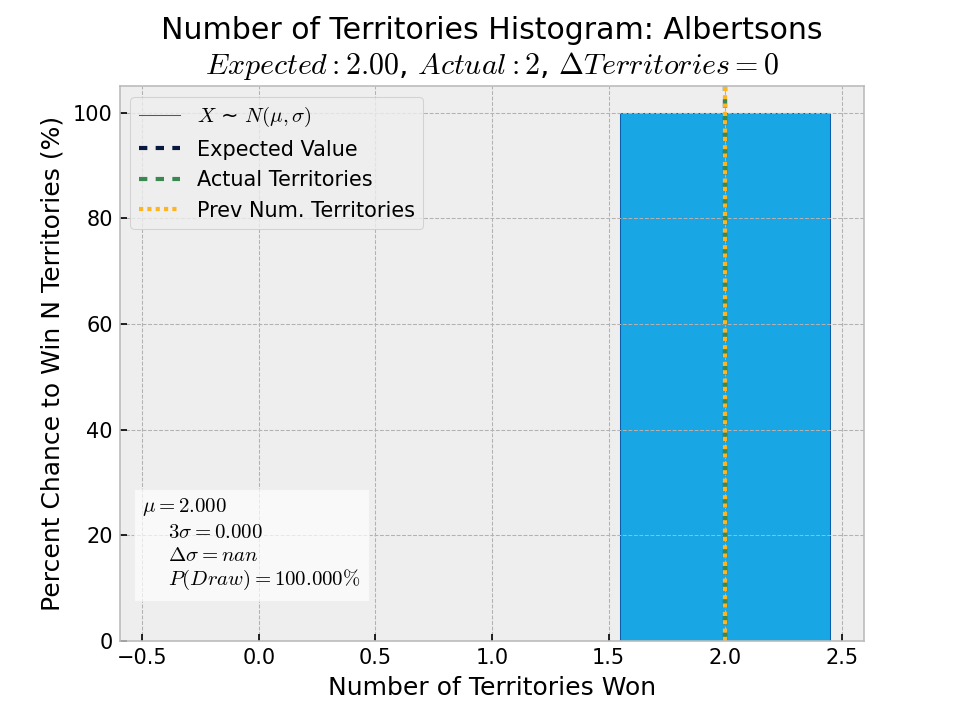 Number of Territories Histogram: Albertsons
Expected : 2.00, Actual : 2, ΔTerritories = 0
Percent Chance to Win N Territories (%)
100
80
60
40
20
0
X ~ N(μ, σ)
Expected Value
Actual Territories
Prev Num. Territories
μ = 2.000
3σ = 0.000
Δσ = nan
P(Draw) = 100.000%
−0.5 0.0 0.5 1.0 1.5 2.0 2.5
Number of Territories Won